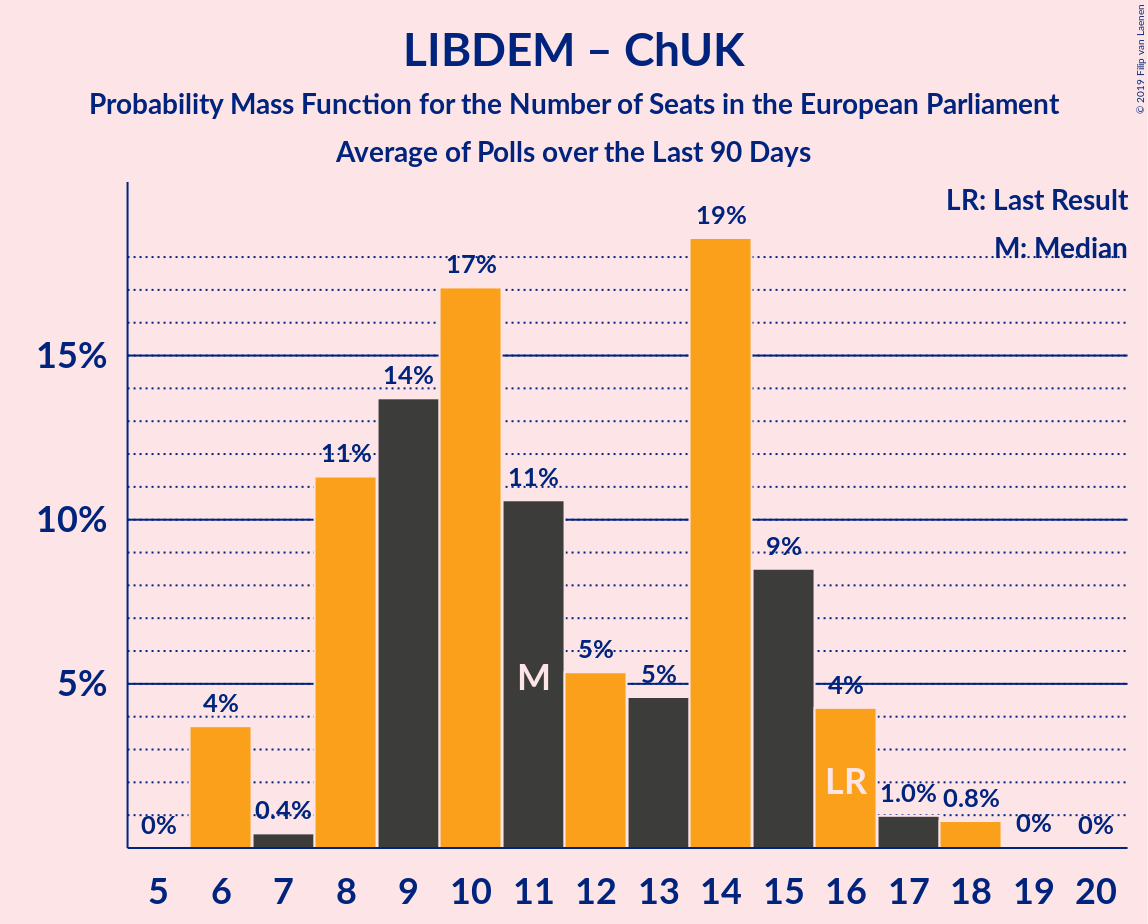 LIBDEM – ChUK
Probability Mass Function for the Number of Seats in the European Parliament
Average of Polls over the Last 90 Days
© 2019 Filip van Laenen
LR: Last Result
M: Median
19%
17%
15%
14%
11%
11%
10%
9%
5%
5%
5%
4%
4%
M
LR
0%
0.4%
1.0%
0.8%
0%
0%
5 6 7 8 9 10 11 12 13 14 15 16 17 18 19 20